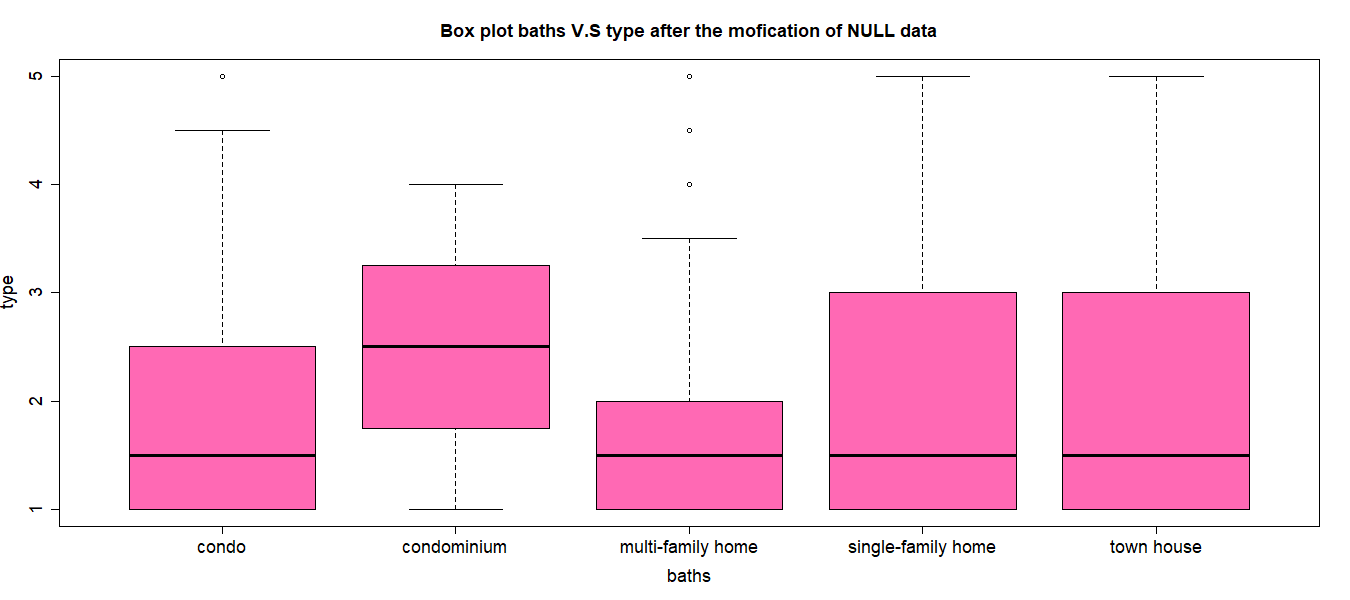 Box plot baths V.S type after the mofication of NULL data
5
4
3
2
1
type
condo condominium multi-family home single-family home town house
baths